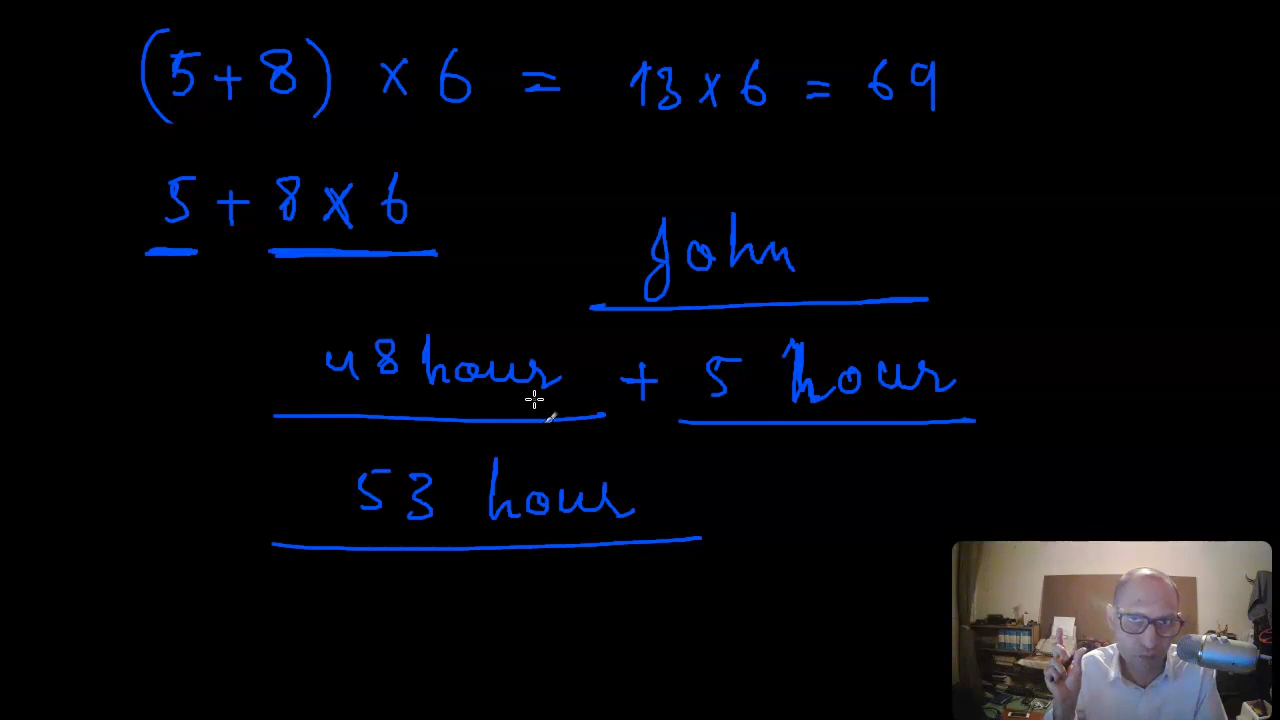 (5+8) × 6 = 13 × 6 = 69
5 + 8 × 6
John
48 hour + 5 hour
53 hour